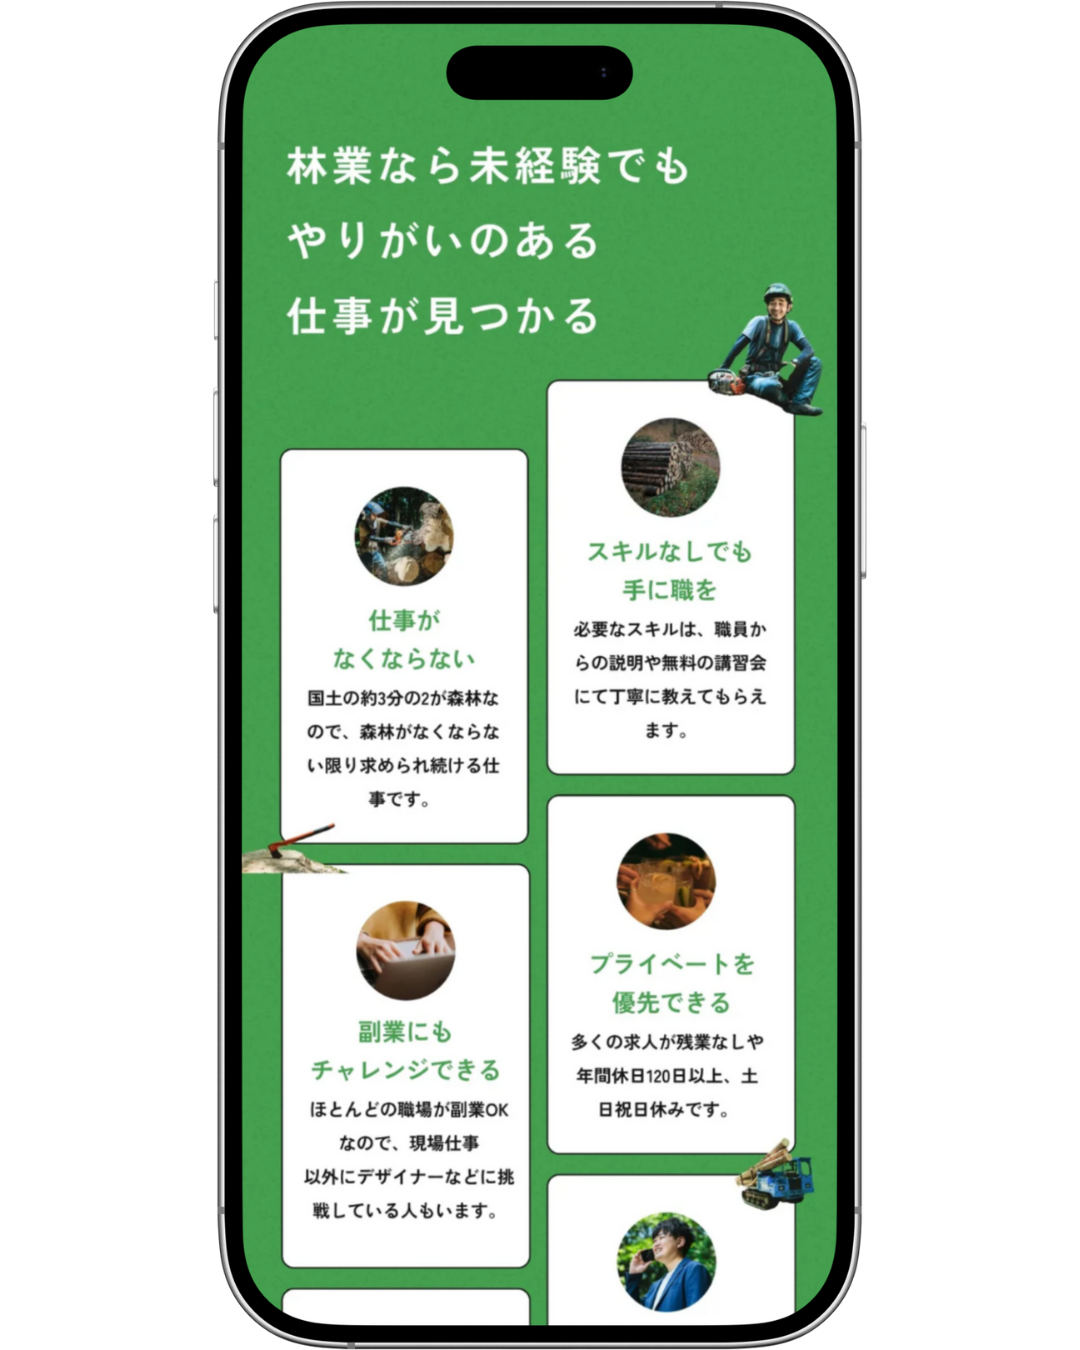 林業なら未経験でも
やりがいのある
仕事が見つかる
仕事が
なくならない
国土の約3分の2が森林な
ので、森林がなくならな
い限り求められ続ける仕
事です。
スキルなしでも
手に職を
必要なスキルは、職員か
らの説明や無料の講習会
にて丁寧に教えてもらえ
ます。
副業にも
チャレンジできる
ほとんどの職場が副業OK
なので、現場仕事
以外にデザイナーなどに挑
戦している人もいます。
プライベートを
優先できる
多くの求人が残業なしや
年間休日120日以上、土
日祝日休みです。